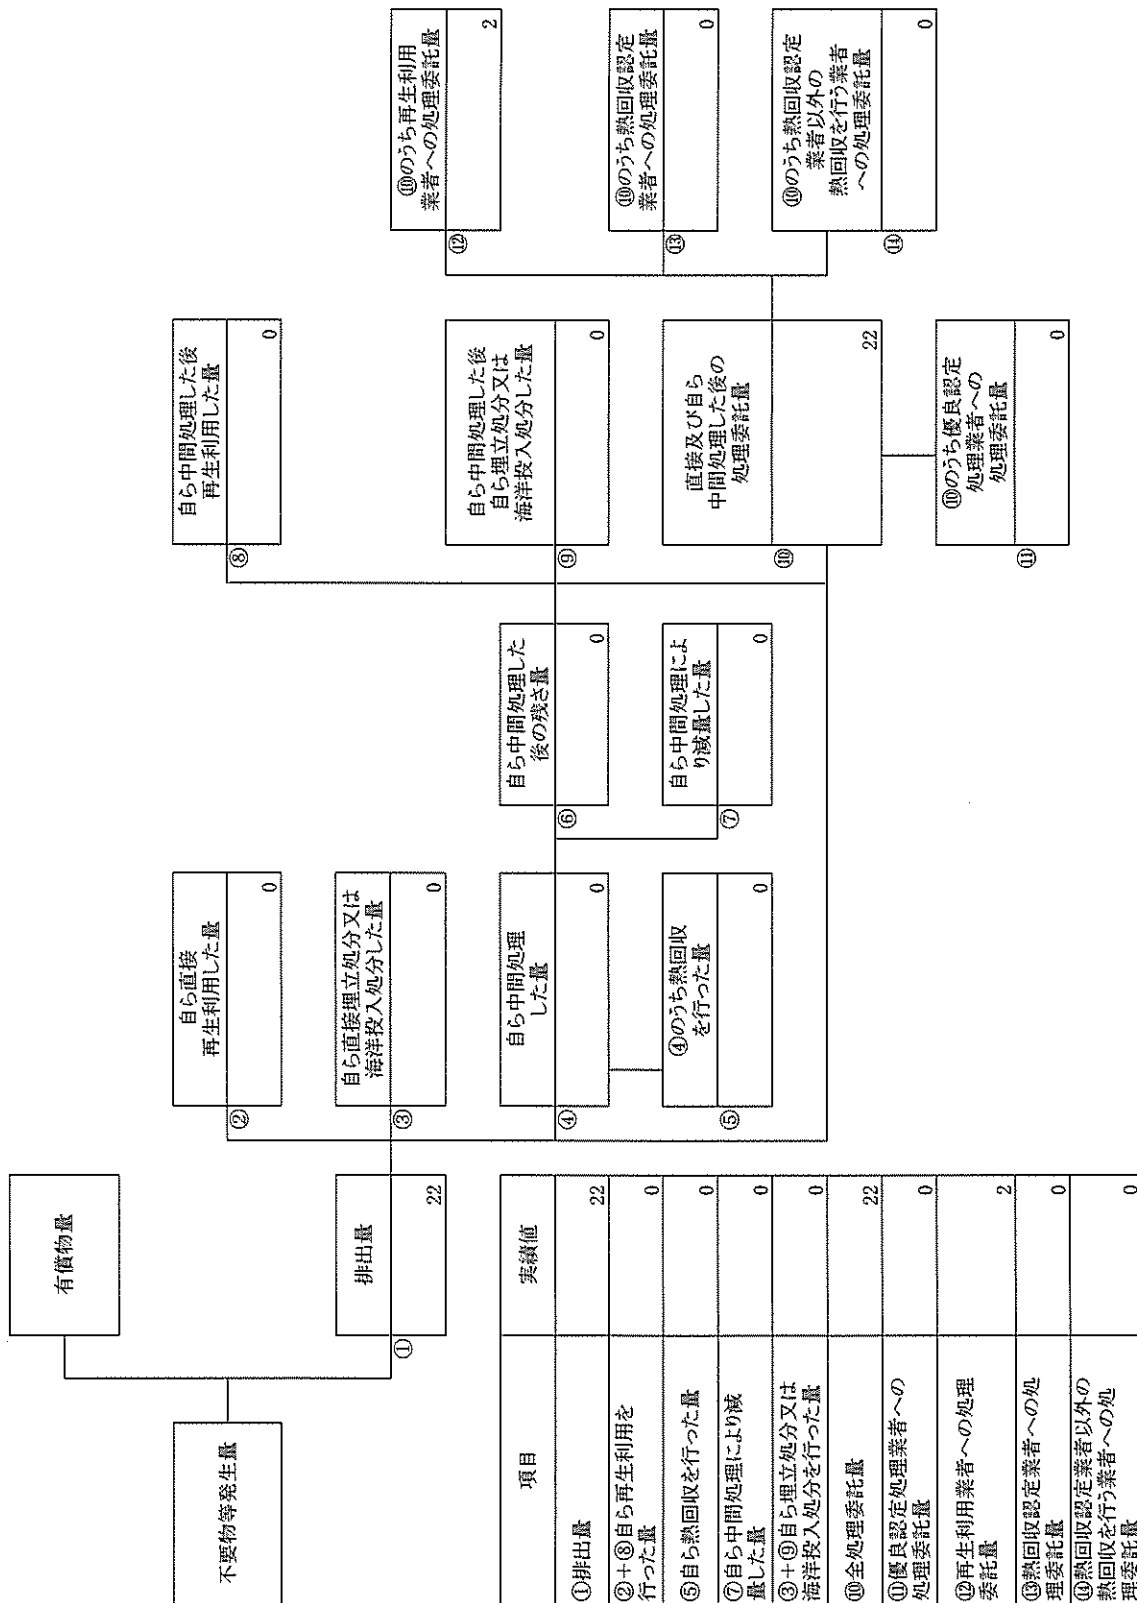 有償物量
不要物等発生量
排出量
①
22
自ら直接
再生利用した量
②
0
自ら直接埋立処分又は
海洋投入処分した量
③
0
自ら中間処理
した量
④
0
④のうち熱回収
を行った量
⑤
0
自ら中間処理した
後の残さ量
⑥
0
自ら中間処理によ
り減量した量
⑦
0
自ら中間処理した後
再生利用した量
⑧
0
自ら中間処理した後
自ら埋立処分又は
海洋投入処分した量
⑨
0
直接及び自ら
中間処理した後の
処理委託量
⑩
22
⑩のうち優良認定
処理業者への
処理委託量
⑪
0
⑩のうち再生利用
業者への処理委託量
⑫
2
⑩のうち熱回収認定
業者への処理委託量
⑬
0
⑩のうち熱回収認定
業者以外の
熱回収を行う業者
への処理委託量
⑭
0
項目 実績値
①排出量 22
②+⑧自ら再生利用を
行った量 0
⑤自ら熱回収を行った量 0
⑦自ら中間処理により減
量した量 0
③+⑨自ら埋立処分又は
海洋投入処分を行った量 0
⑩全処理委託量 22
⑪優良認定処理業者への
処理委託量 0
⑫再生利用業者への処理
委託量 2
⑬熱回収認定業者への処
理委託量 0
⑭熱回収認定業者以外の
熱回収を行う業者への処
理委託量 0